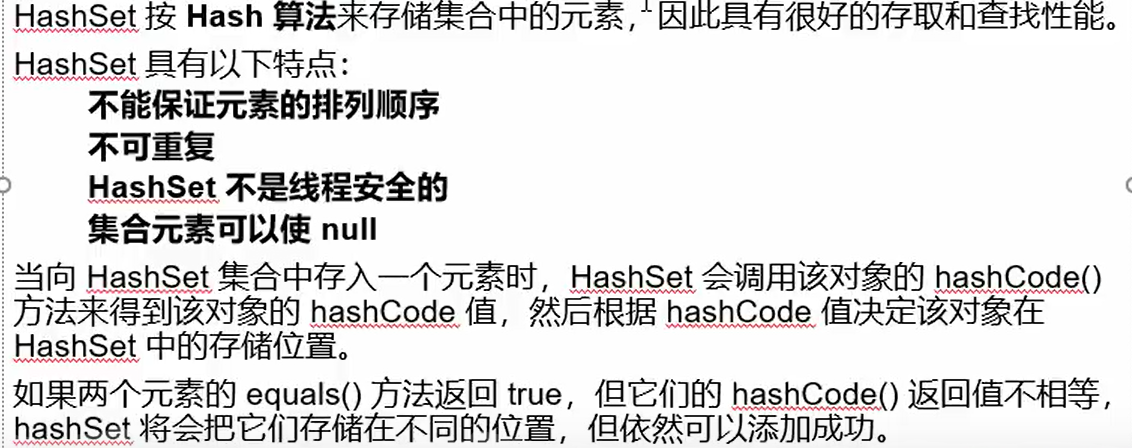 HashSet 按 Hash 算法来存储集合中的元素，因此具有很好的存取和查找性能。
HashSet 具有以下特点：
不能保证元素的排列顺序
不可重复
HashSet 不是线程安全的
集合元素可以使 null
当向 HashSet 集合中存入一个元素时，HashSet 会调用该对象的 hashCode()
方法来得到该对象的 hashCode 值，然后根据 hashCode 值决定该对象在
HashSet 中的存储位置。
如果两个元素的 equals() 方法返回 true，但它们的 hashCode() 返回值不相等，
hashSet 将会把它们存储在不同的位置，但依然可以添加成功。